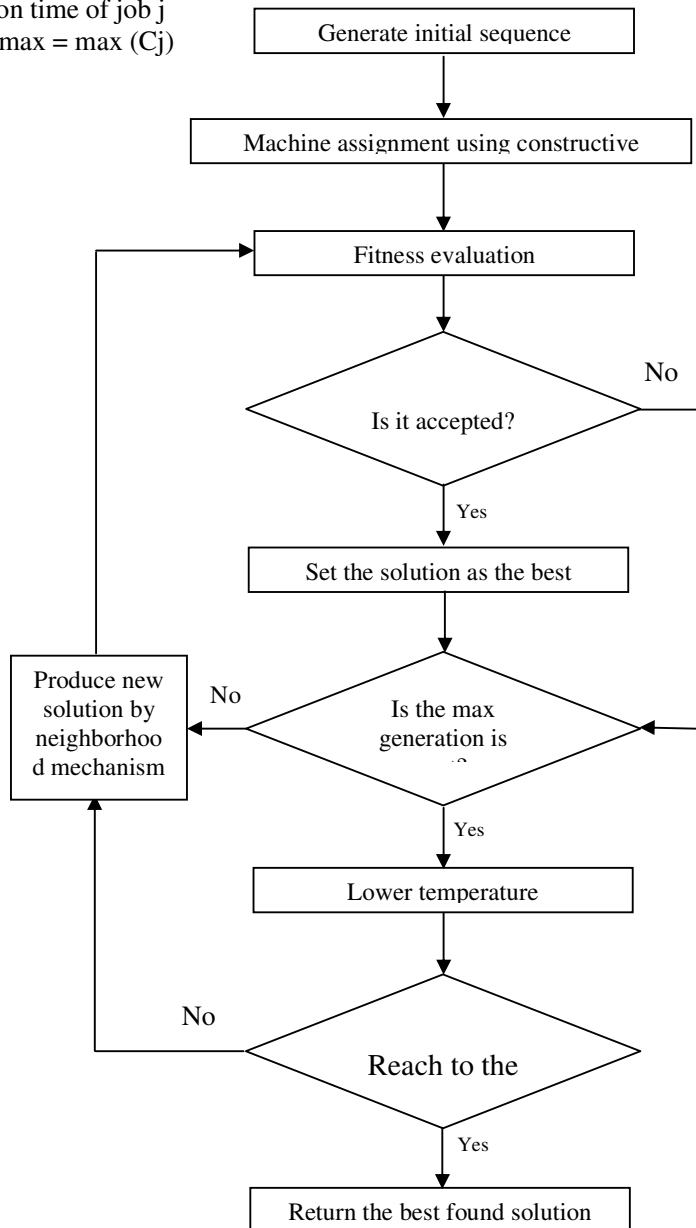 on time of job j
max = max (Cj)
Generate initial sequence
Machine assignment using constructive
Fitness evaluation
No
Is it accepted?
Yes
Set the solution as the best
Produce new
solution by
neighborhoo
d mechanism
No
Is the max
generation is
Yes
Lower temperature
No
Reach to the
Yes
Return the best found solution